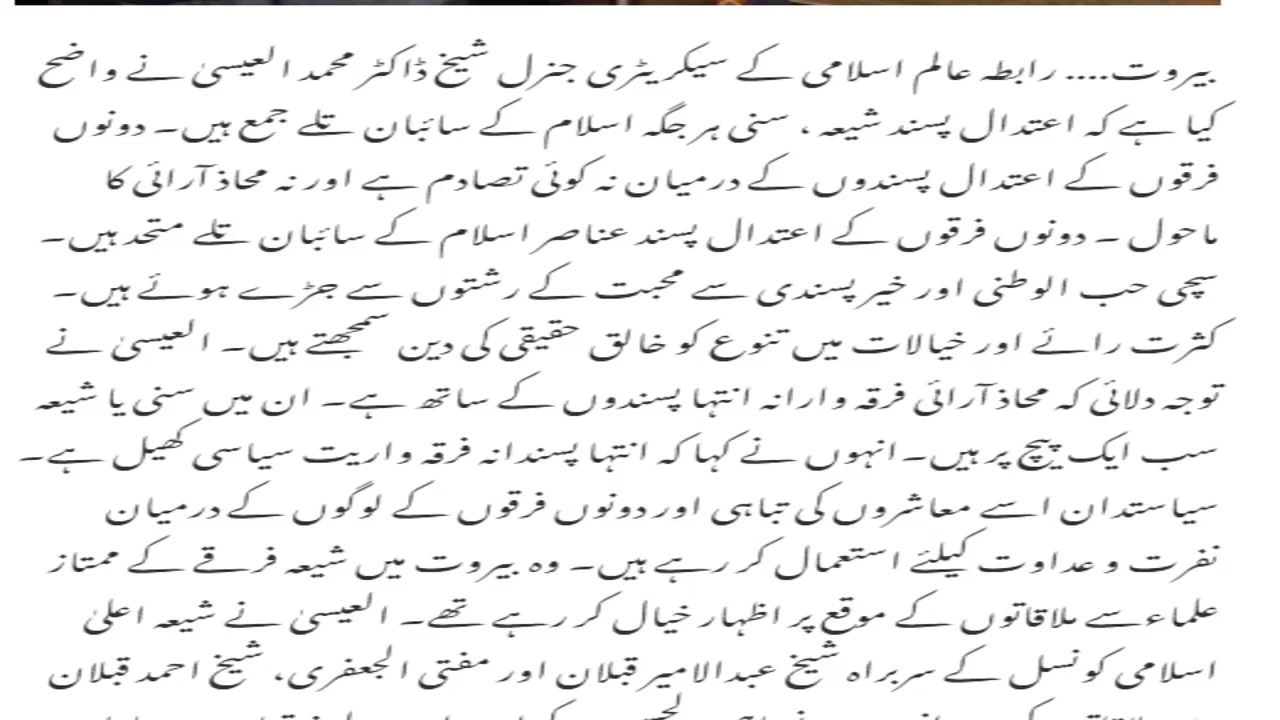 بیروت.... رابطہ عالم اسلامی کے سیکریٹری جنرل شیخ ڈاکٹر محمد العیسیٰ نے واضح
کیا ہے کہ اعتدال پسند شیعہ ، سنی ہر جگہ اسلام کے سائبان تلے جمع ہیں۔ دونوں
فرقوں کے اعتدال پسندوں کے درمیان نہ کوئی تصادم ہے اور نہ محاذ آرائی کا
ماحول ۔ دونوں فرقوں کے اعتدال پسند عناصر اسلام کے سائبان تلے متحد ہیں۔
سچی حب الوطنی اور خیر پسندی سے محبت کے رشتوں سے جڑے ہوئے ہیں۔
کثرت رائے اور خیالات میں تنوع کو خالق حقیقی کی دین سمجھتے ہیں۔ العیسیٰ نے
توجہ دلائی کہ محاذ آرائی فرقہ وارانہ انتہا پسندوں کے ساتھ ہے۔ ان میں سنی یا شیعہ
سب ایک پیچ پر ہیں۔ انہوں نے کہا کہ انتہا پسندانہ فرقہ واریت سیاسی کھیل ہے۔
سیاستدان اسے معاشروں کی تباہی اور دونوں فرقوں کے لوگوں کے درمیان
نفرت و عداوت کیلئے استعمال کر رہے ہیں۔ وہ بیروت میں شیعہ فرقے کے ممتاز
علماء سے ملاقاتوں کے موقع پر اظہار خیال کر رہے تھے۔ العیسیٰ نے شیعہ اعلیٰ
اسلامی کونسل کے سربراہ شیخ عبدالامیر قبلان اور مفتی الجعفری، شیخ احمد قبلان